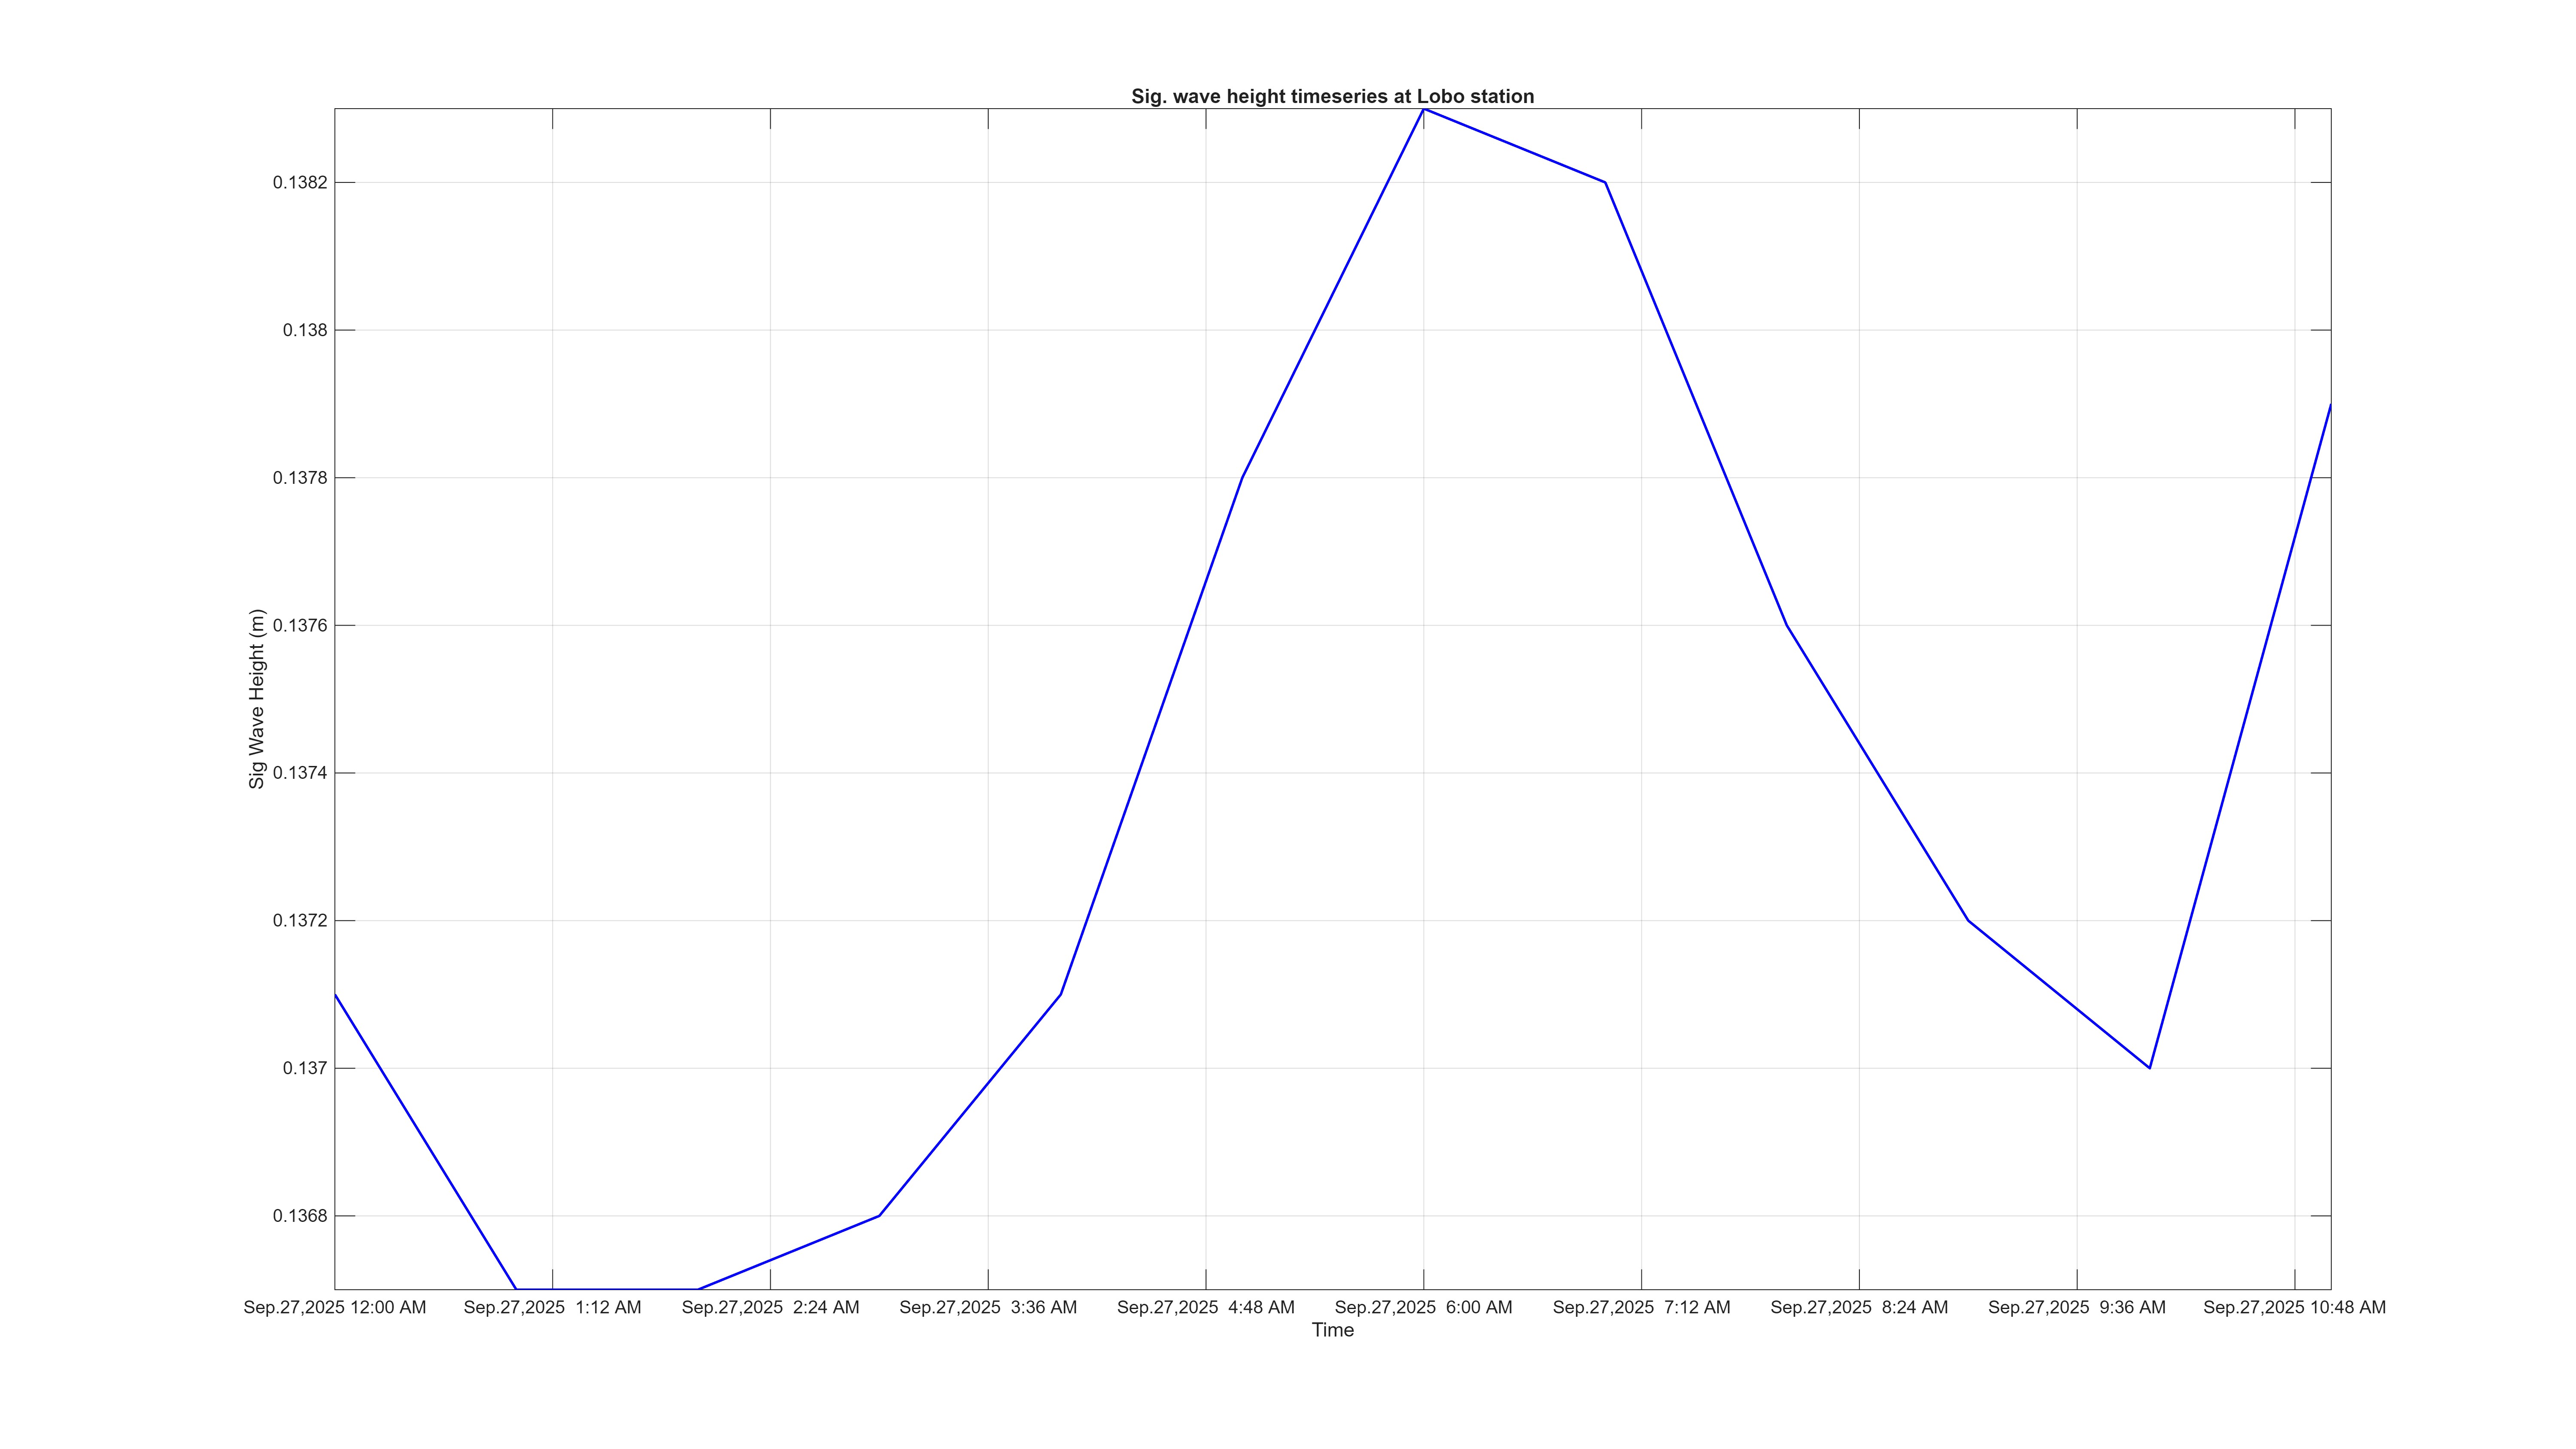 Sig. wave height timeseries at Lobo station
0.1382
0.138
0.1378
0.1376
0.1374
0.1372
0.137
0.1368
Sig Wave Height (m)
Sep.27,2025 12:00 AM
Sep.27,2025  1:12 AM
Sep.27,2025  2:24 AM
Sep.27,2025  3:36 AM
Sep.27,2025  4:48 AM
Sep.27,2025  6:00 AM
Sep.27,2025  7:12 AM
Sep.27,2025  8:24 AM
Sep.27,2025  9:36 AM
Sep.27,2025 10:48 AM
Time